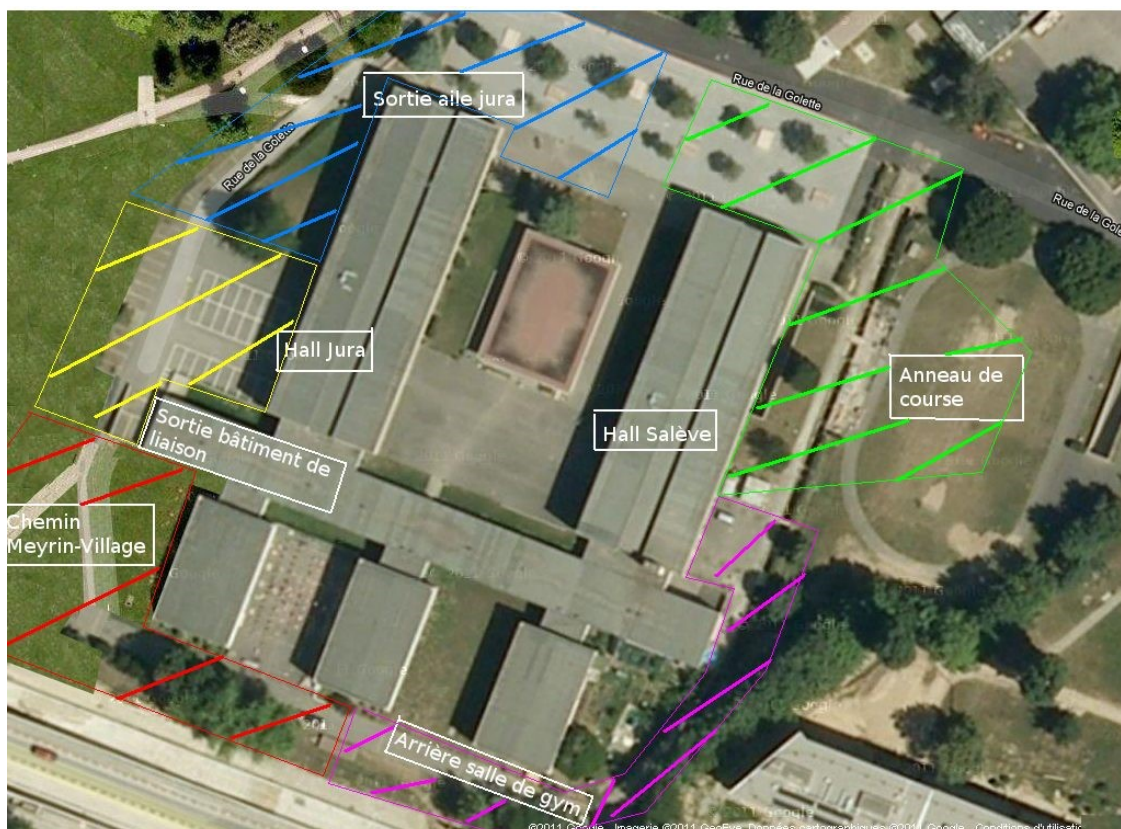 Sortie aile jura
Rue de la Golette
Rue de la Golette
Rue de la Golette
Hall Jura
Anneau de
course
Sortie bâtiment de
liaison
Hall Salève
Chemin
Meyrin-Village
Arrière salle de gym
©2011 Google - Imagerie ©2011 GeoEye, Données cartographiques ©2011 Google - Conditions d'utilisatio